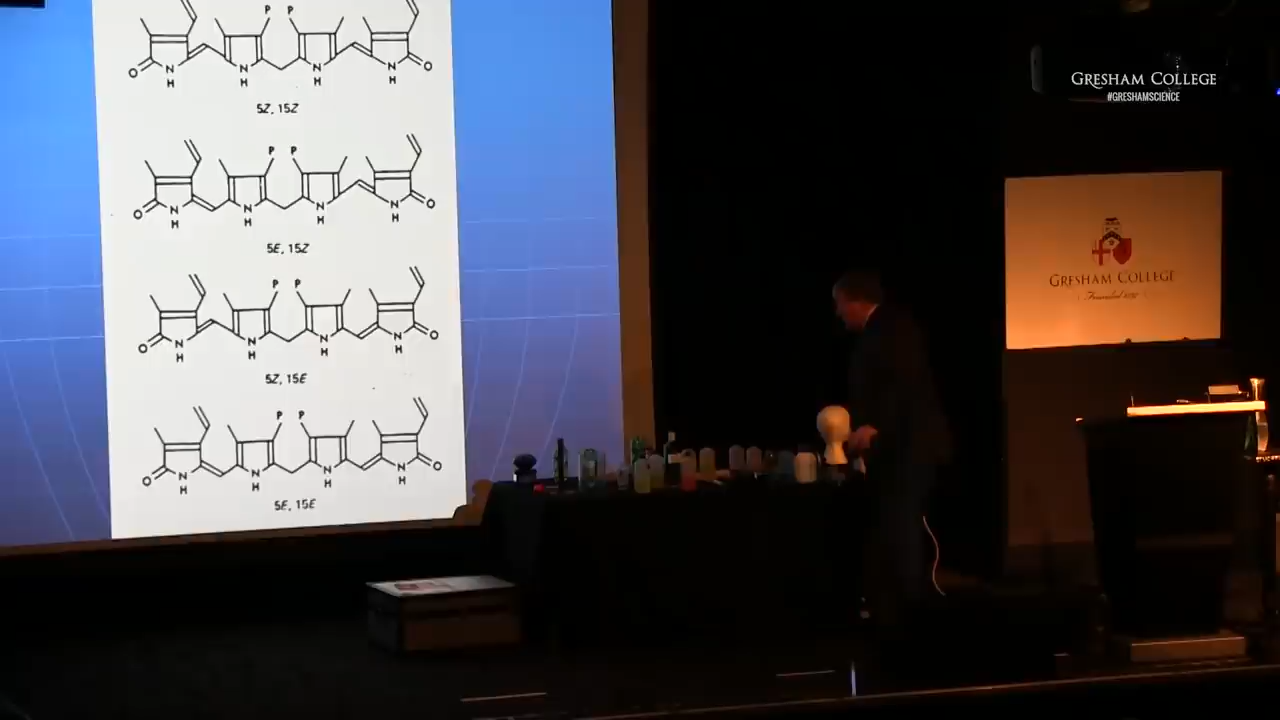 P P
O N H N H N H N H O
5Z, 15Z
P P
O N H N H N H N H O
5E, 15Z
P P
O N H N H N H N H O
5Z, 15E
P P
O N H N H N H N H O
5E, 15E
GRESHAM COLLEGE
#GRESHAMSCIENCE
GRESHAM COLLEGE